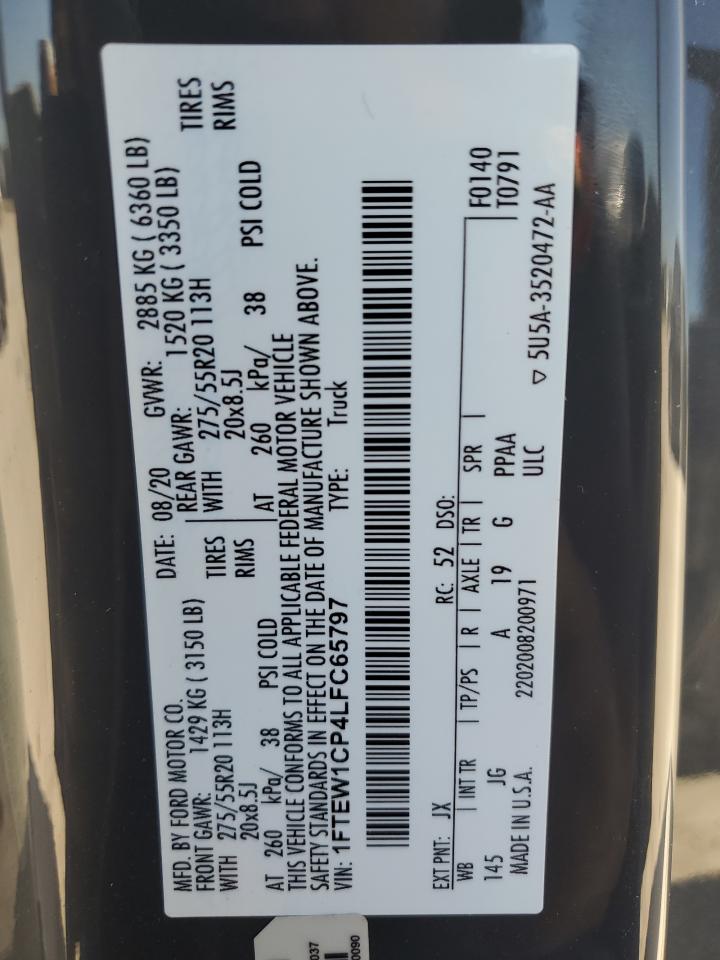 MFD. BY FORD MOTOR CO.
DATE: 08/20 GVWR: 2885 KG ( 6360 LB)
FRONT GAWR: 1429 KG ( 3150 LB) REAR GAWR: 1520 KG ( 3350 LB)
WITH 275/55R20 113H TIRES WITH 275/55R20 113H TIRES
20x8.5J RIMS 20x8.5J RIMS
AT 260 kPa/ 38 PSI COLD AT 260 kPa/ 38 PSI COLD
THIS VEHICLE CONFORMS TO ALL APPLICABLE FEDERAL MOTOR VEHICLE
SAFETY STANDARDS IN EFFECT ON THE DATE OF MANUFACTURE SHOWN ABOVE.
VIN: 1FTEW1CP4LFC65797 TYPE: Truck
EXT PNT: JX RC: 52 DSO: F0140
WB INT TR TP/PS R AXLE TR SPR T0791
145 JG A 19 G PPAA
MADE IN U.S.A. 2202008200971 ULC
▽ 5U5A-3520472-AA
037
0090